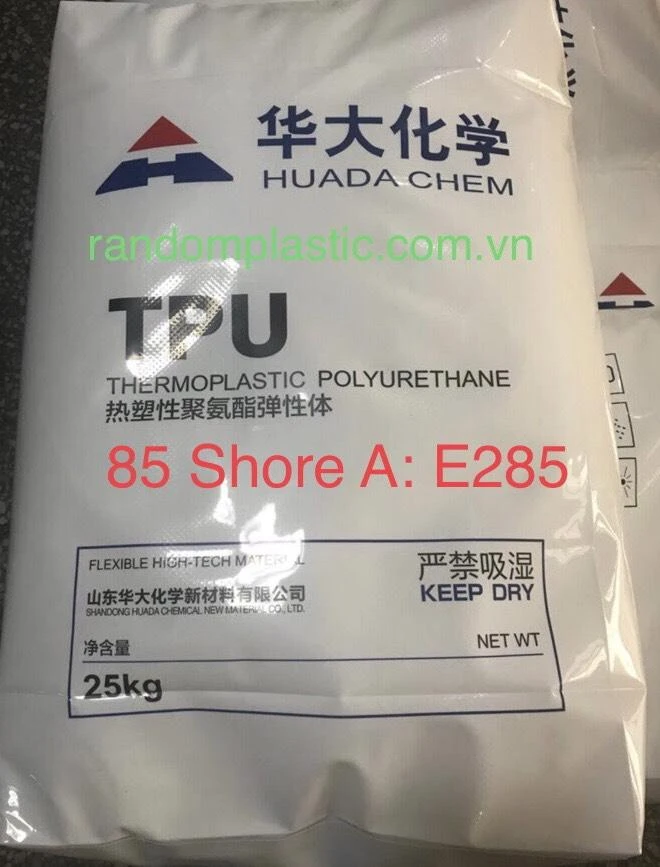 华大化学
HUADA CHEM
randomplastic.com.vn
TPU
THERMOPLASTIC POLYURETHANE
热塑性聚氨酯弹性体
85 Shore A: E285
FLEXIBLE HIGH-TECH MATERIAL
严禁吸湿
KEEP DRY
山东华大化学新材料有限公司
SHANDONG HUADA CHEMICAL NEW MATERIAL CO., LTD.
净含量
NET WT
25kg